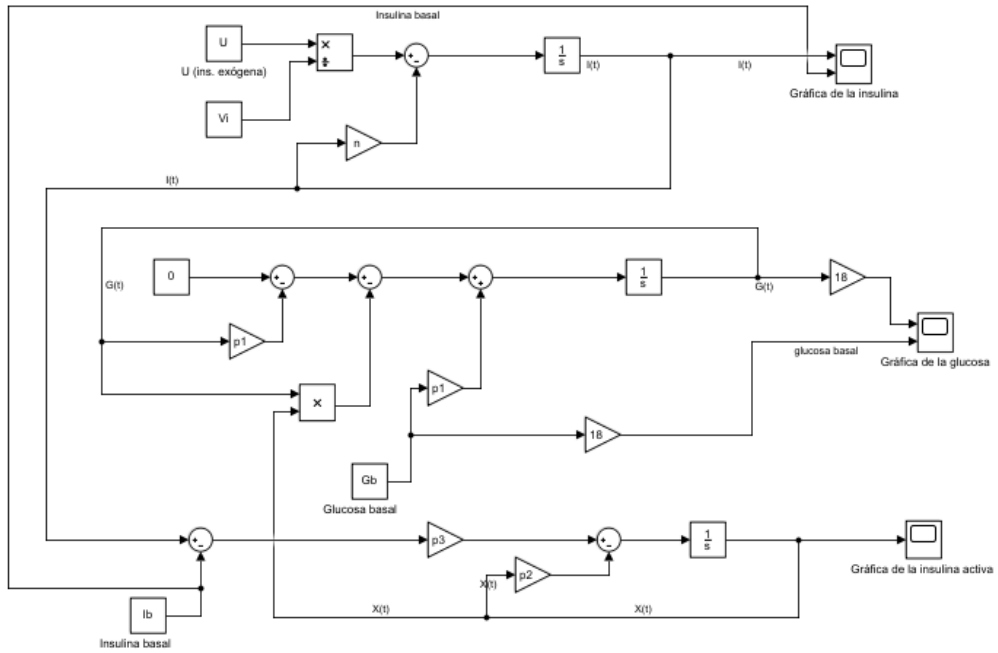 Insulina basal
U
U (ins. exógena)
×
÷
+
-
1
s
I(t)
I(t)
Gráfica de la insulina
Vi
n
I(t)
G(t)
0
+
-
+
-
+
+
1
s
G(t)
18
p1
glucosa basal
Gráfica de la glucosa
×
p1
18
Gb
Glucosa basal
+
-
p3
+
-
1
s
Gráfica de la insulina activa
p2
X(t)
X(t)
X(t)
Ib
Insulina basal